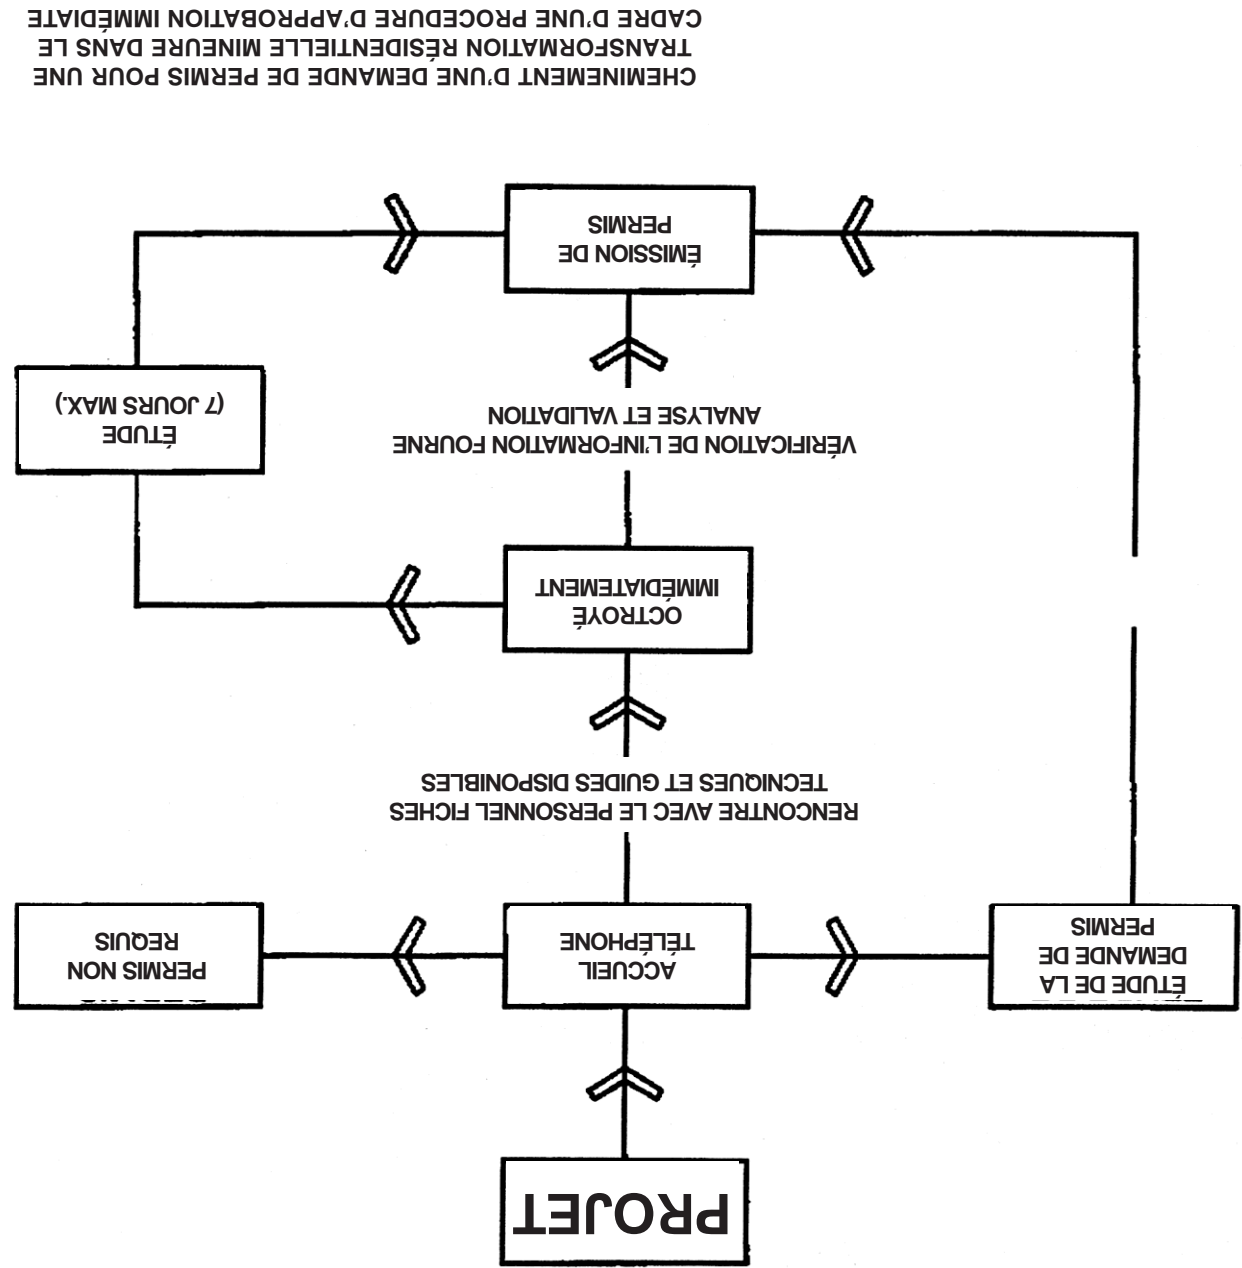 PROJET
ÉTUDE DE LA
DEMANDE DE
PERMIS
ACCUEIL
TÉLÉPHONE
PERMIS NON
REQUIS
RENCONTRE AVEC LE PERSONNEL FICHES
TECNIQUES ET GUIDES DISPONIBLES
OCTROYÉ
IMMÉDIATEMENT
VÉRIFICATION DE L'INFORMATION FOURNE
ANALYSE ET VALIDATION
ÉTUDE
(7 JOURS MAX.)
ÉMISSION DE
PERMIS
CHEMINEMENT D'UNE DEMANDE DE PERMIS POUR UNE
TRANSFORMATION RÉSIDENTIELLE MINEURE DANS LE
CADRE D'UNE PROCEDURE D'APPROBATION IMMÉDIATE